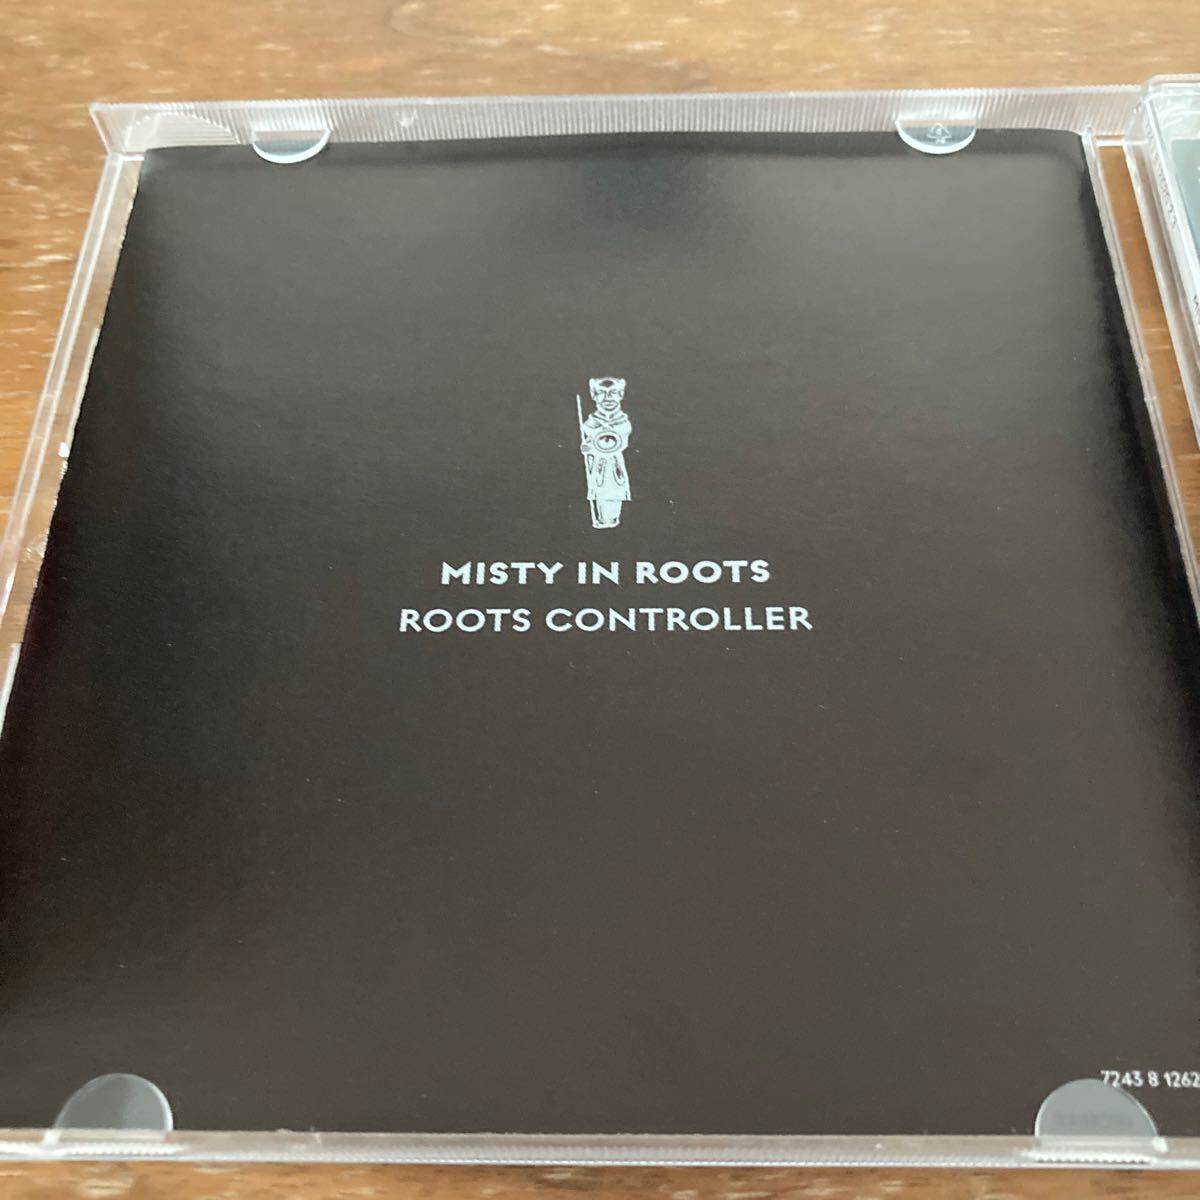 MISTY IN ROOTS
ROOTS CONTROLLER
7243 8 1262